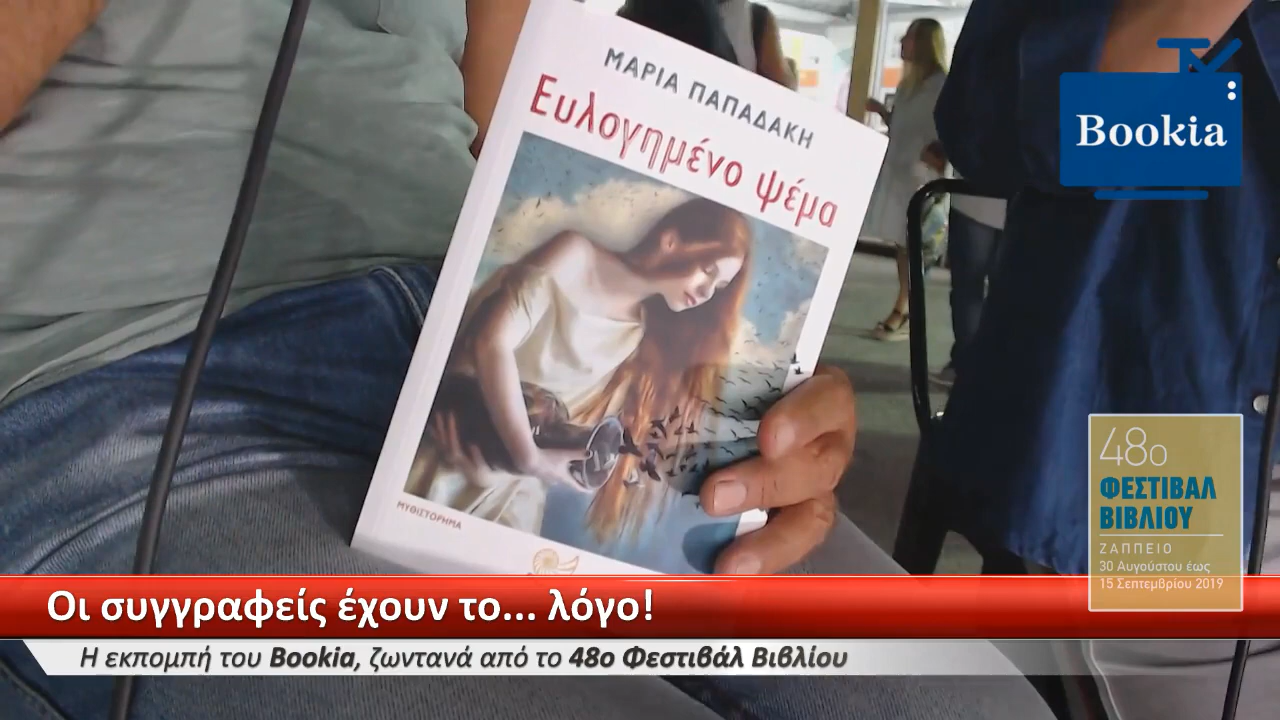 ΜΑΡΙΑ ΠΑΠΑΔΑΚΗ
Ευλογημένο ψέμα
ΜΥΘΙΣΤΟΡΗΜΑ
TV
Bookia
48ο
ΦΕΣΤΙΒΑΛ
ΒΙΒΛΙΟΥ
ΖΑΠΠΕΙΟ
30 Αυγούστου έως
15 Σεπτεμβρίου 2019
Οι συγγραφείς έχουν το... λόγο!
Η εκπομπή του Bookia, ζωντανά από το 48ο Φεστιβάλ Βιβλίου